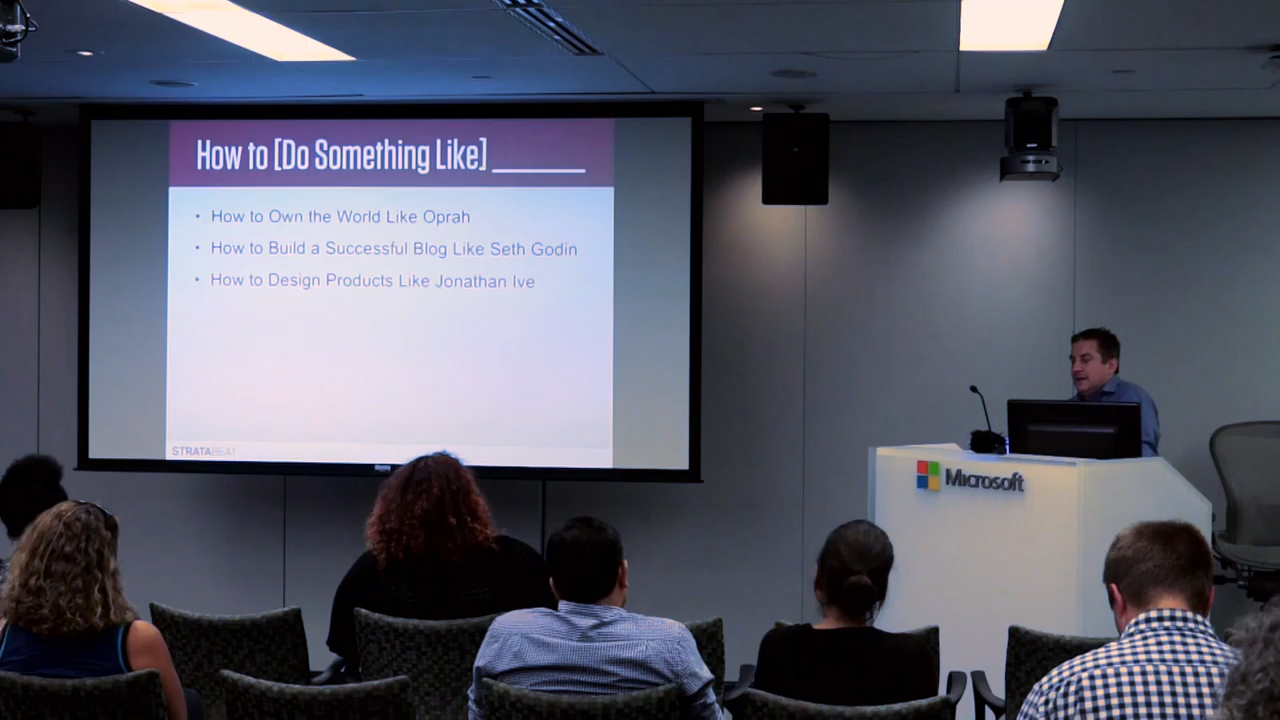 How to [Do Something Like] ______
• How to Own the World Like Oprah
• How to Build a Successful Blog Like Seth Godin
• How to Design Products Like Jonathan Ive
STRATABEAT
Microsoft